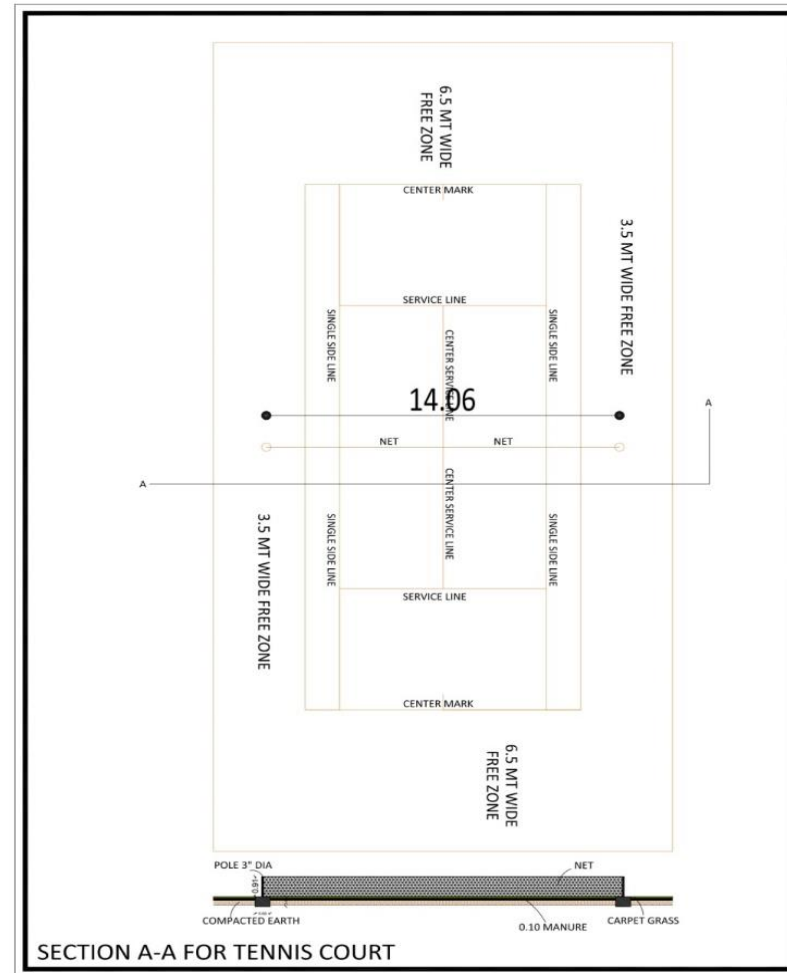 6.5 MT WIDE
FREE ZONE
CENTER MARK
3.5 MT WIDE FREE ZONE
SERVICE LINE
SINGLE SIDE LINE
CENTER SERVICE LINE
SINGLE SIDE LINE
14.06
A
NET
NET
A
3.5 MT WIDE FREE ZONE
SINGLE SIDE LINE
CENTER SERVICE LINE
SINGLE SIDE LINE
SERVICE LINE
CENTER MARK
6.5 MT WIDE
FREE ZONE
POLE 3" DIA
NET
0.91
COMPACTED EARTH
0.10 MANURE
CARPET GRASS
SECTION A-A FOR TENNIS COURT